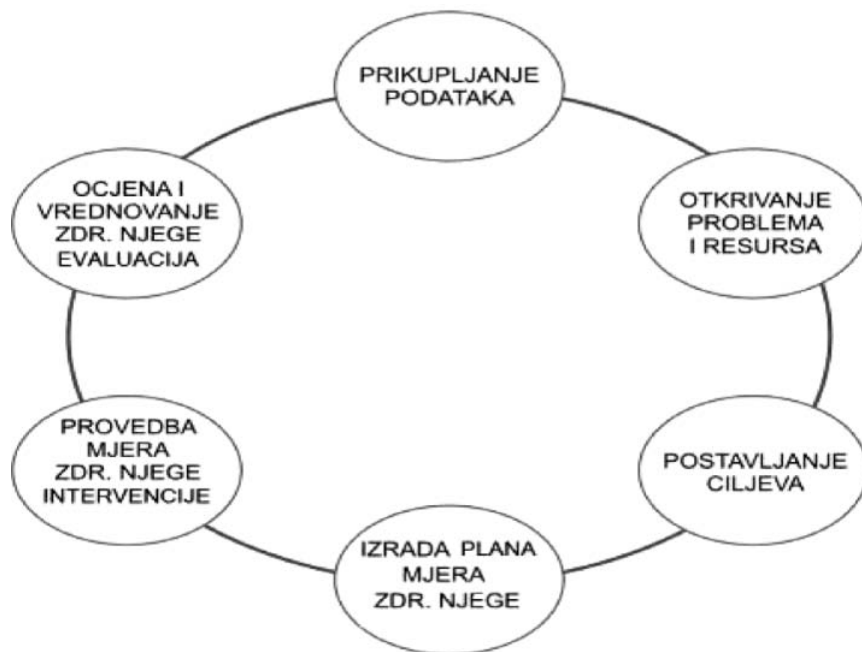 PRIKUPLJANJE
PODATAKA
OTKRIVANJE
PROBLEMA
I RESURSA
POSTAVLJANJE
CILJEVA
IZRADA PLANA
MJERA
ZDR. NJEGE
PROVEDBA
MJERA
ZDR. NJEGE
INTERVENCIJE
OCJENA I
VREDNOVANJE
ZDR. NJEGE
EVALUACIJA